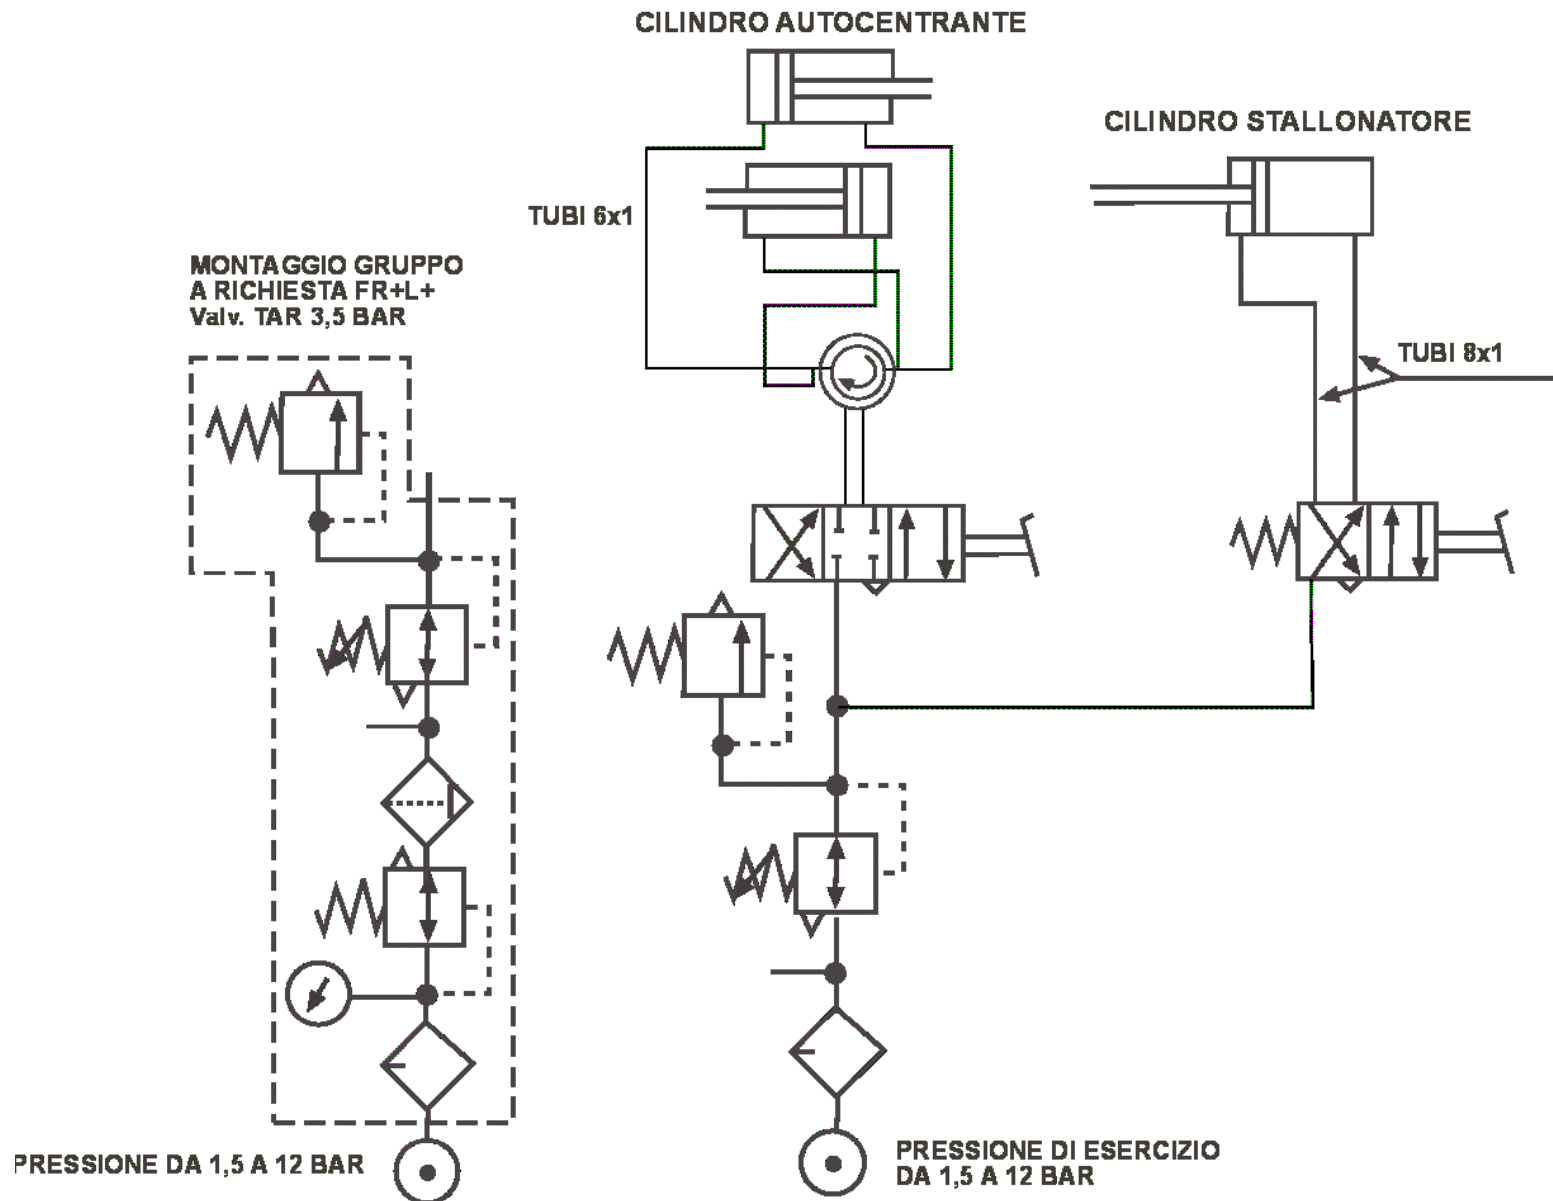 CILINDRO AUTOCENTRANTE
CILINDRO STALLONATORE
TUBI 6x1
MONTAGGIO GRUPPO
A RICHIESTA FR+L+
Valv. TAR 3,5 BAR
TUBI 8x1
PRESSIONE DA 1,5 A 12 BAR
PRESSIONE DI ESERCIZIO
DA 1,5 A 12 BAR